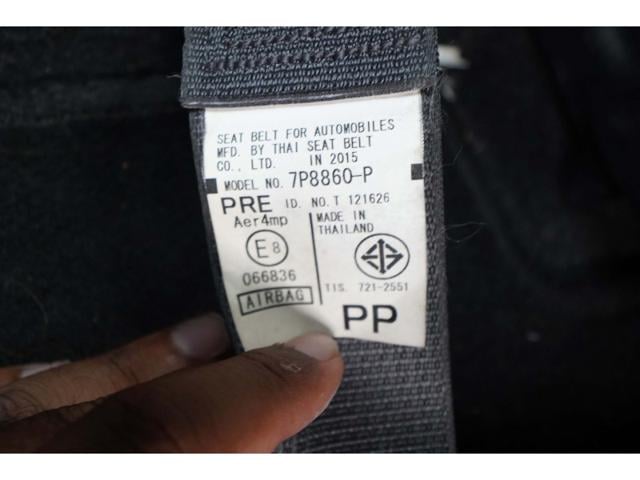 SEAT BELT FOR AUTOMOBILES
MFD. BY THAI SEAT BELT
CO., LTD. IN 2015
MODEL NO. 7P8860-P
PRE ID. NO. T 121626
Aer4mp
E8
066836
AIRBAG
MADE IN
THAILAND
TIS. 721-2551
PP